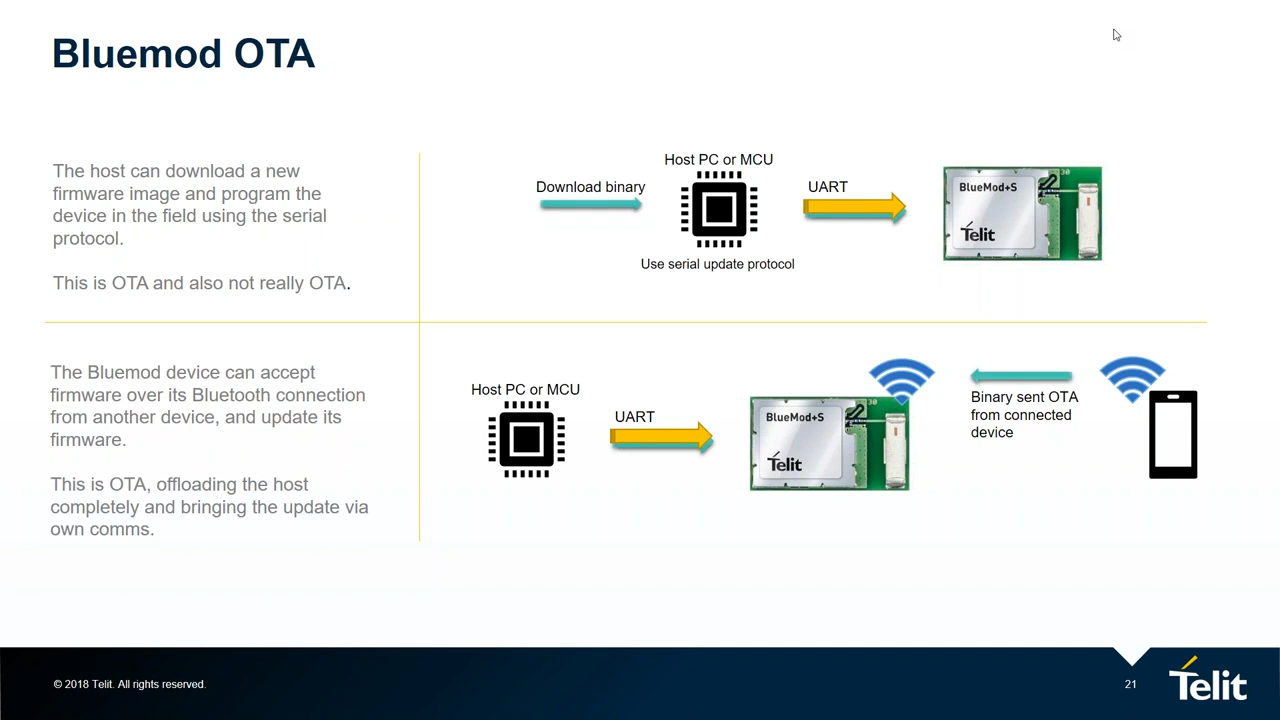 Bluemod OTA
The host can download a new
firmware image and program the
device in the field using the serial
protocol.
This is OTA and also not really OTA.
Host PC or MCU
Download binary
UART
Use serial update protocol
30
BlueMod+S
Telit
The Bluemod device can accept
firmware over its Bluetooth connection
from another device, and update its
firmware.
This is OTA, offloading the host
completely and bringing the update via
own comms.
Host PC or MCU
UART
30
BlueMod+S
Telit
Binary sent OTA
from connected
device
© 2018 Telit. All rights reserved.
21
Telit